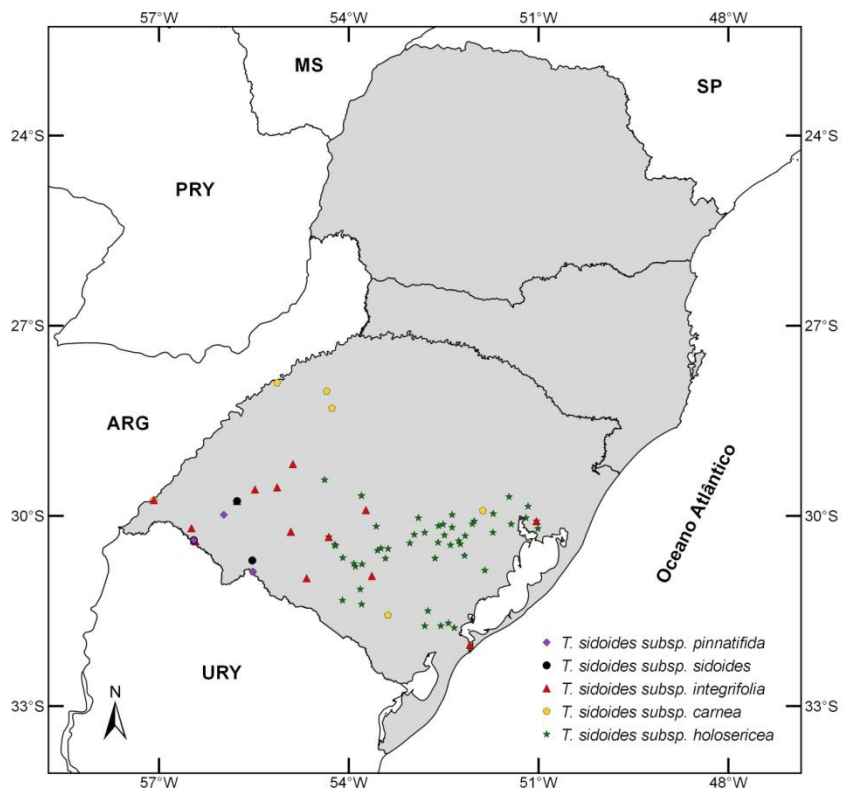 57°W 54°W 51°W 48°W
MS
SP
24°S 24°S
PRY
27°S 27°S
ARG
30°S 30°S
Oceano Atlântico
T. sidoides subsp. pinnatifida
T. sidoides subsp. sidoides
URY
T. sidoides subsp. integrifolia
N
33°S 33°S
T. sidoides subsp. carnea
T. sidoides subsp. holosericea
57°W 54°W 51°W 48°W